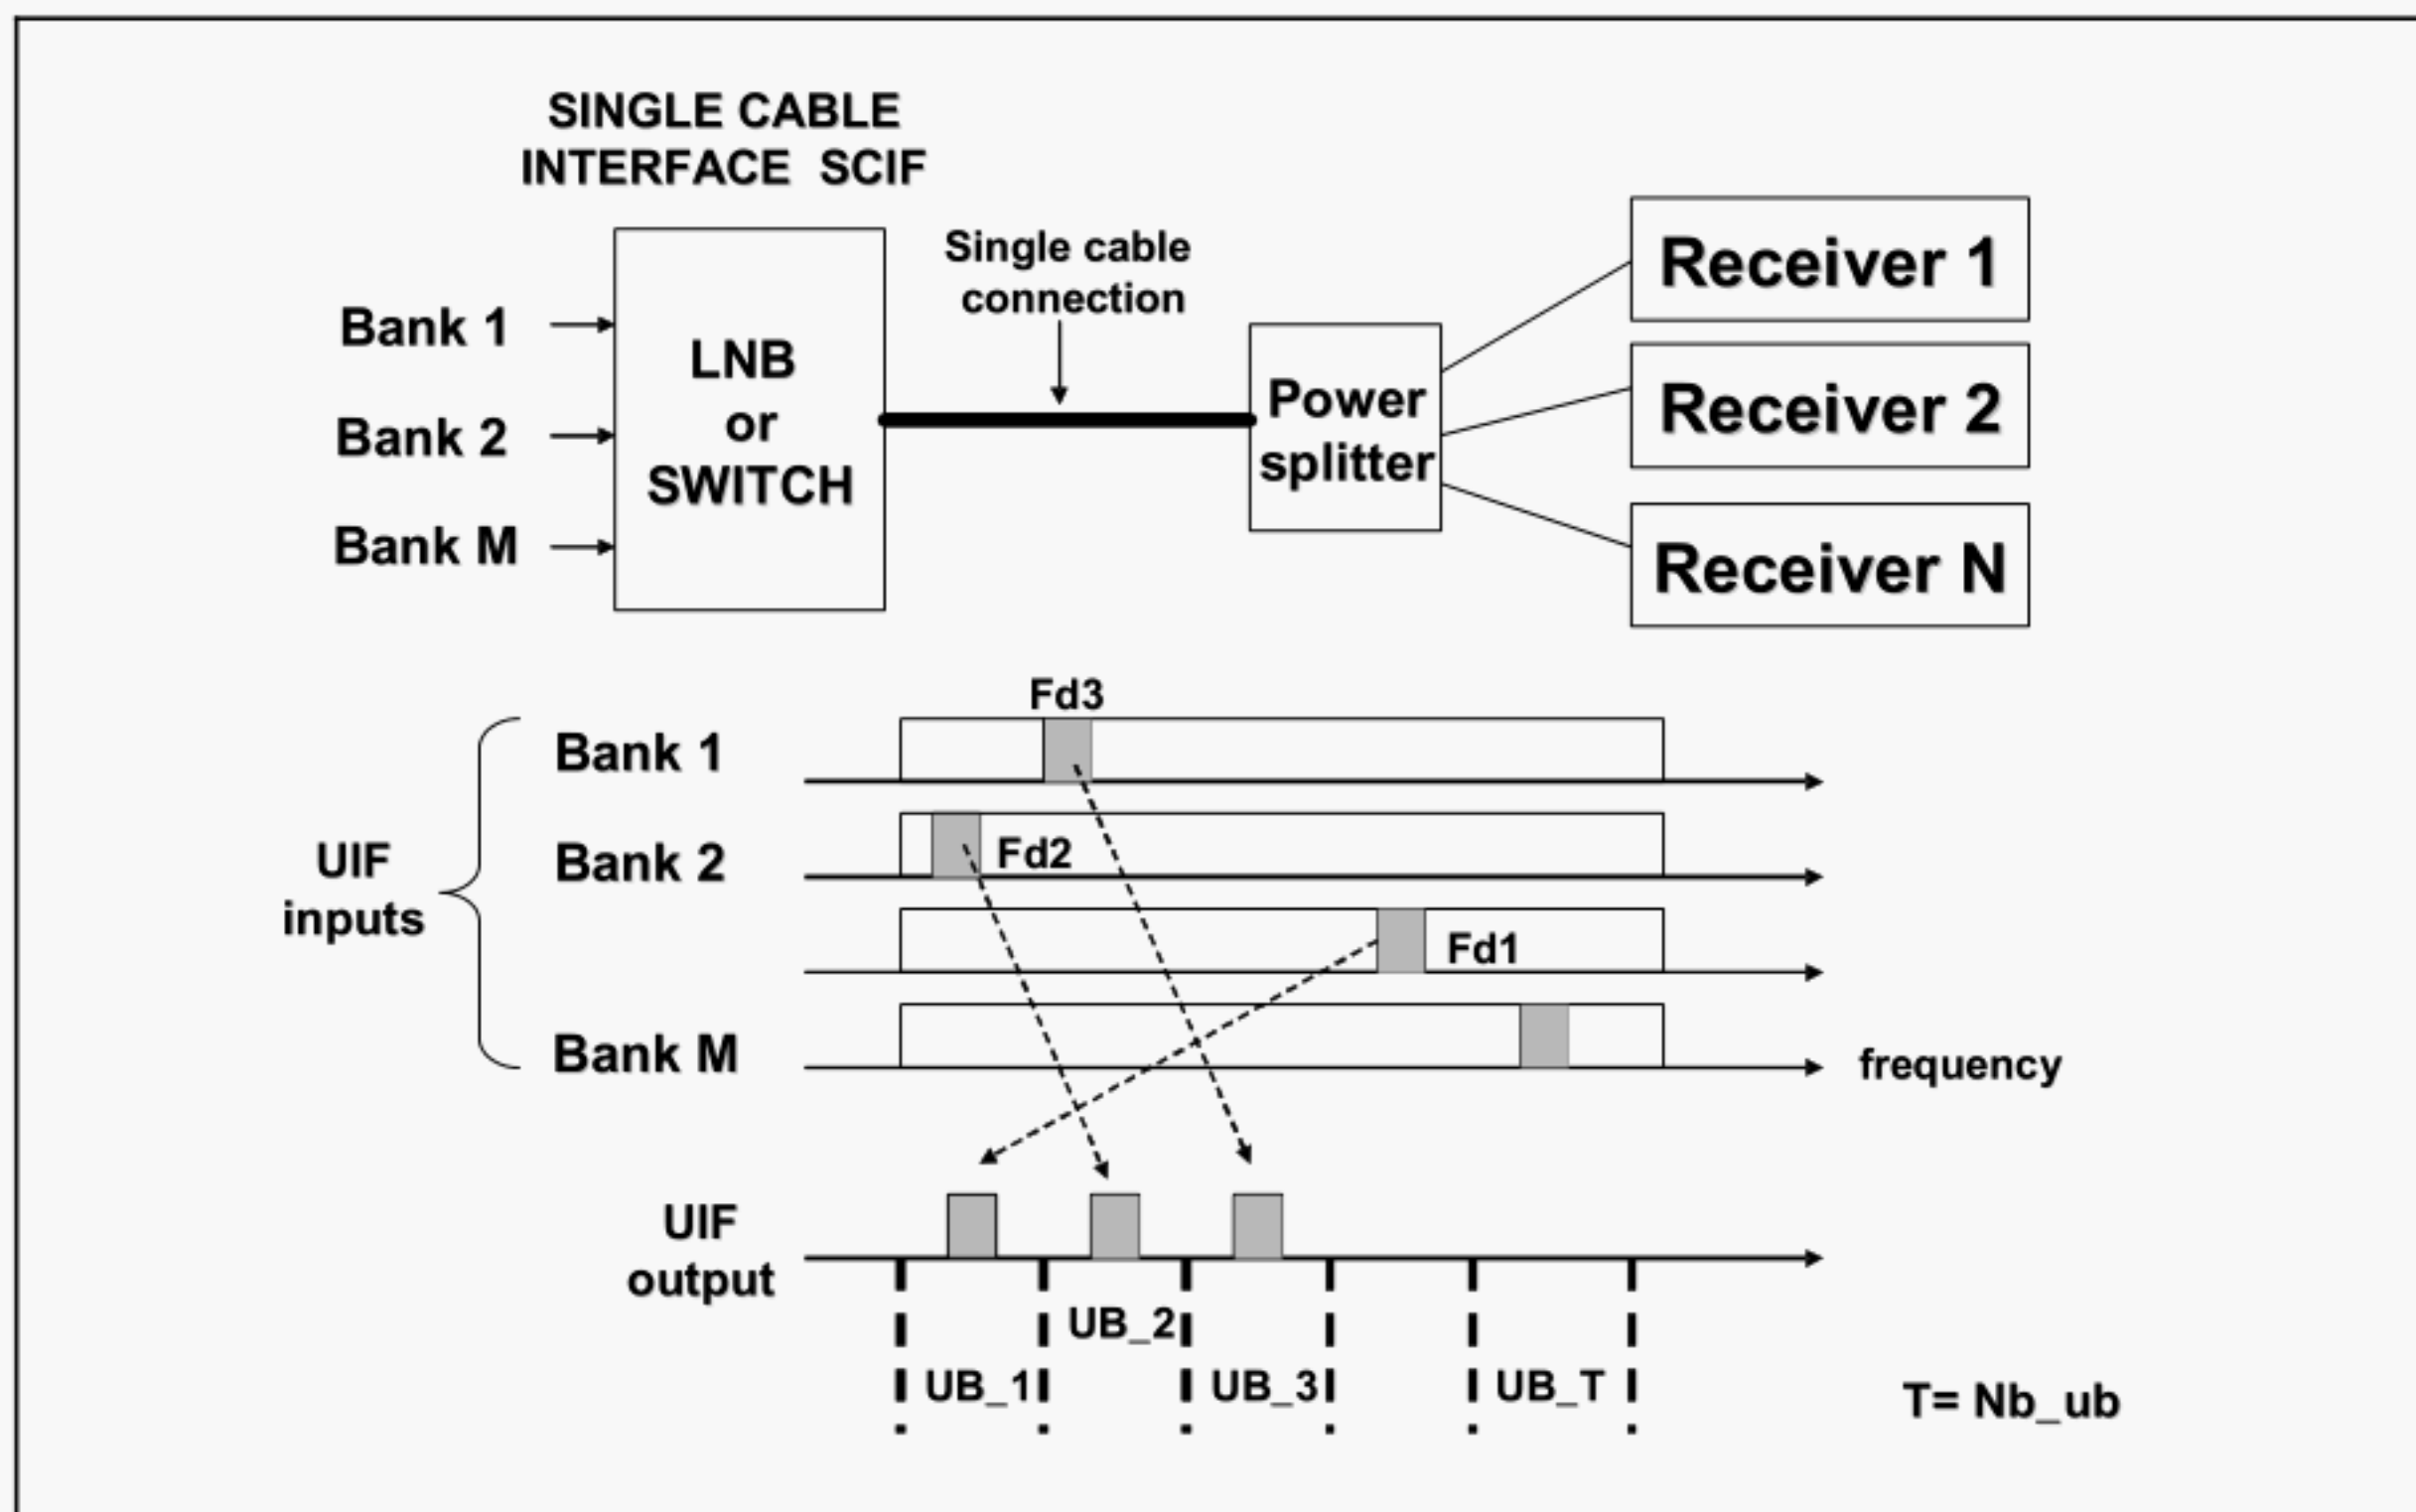 SINGLE CABLE
INTERFACE SCIF
Single cable
connection
Bank 1
Bank 2
Bank M
LNB
or
SWITCH
Power
splitter
Receiver 1
Receiver 2
Receiver N
Fd3
Bank 1
Bank 2
Fd2
UIF
inputs
Fd1
Bank M
frequency
UIF
output
UB_2
UB_1
UB_3
UB_T
T= Nb_ub